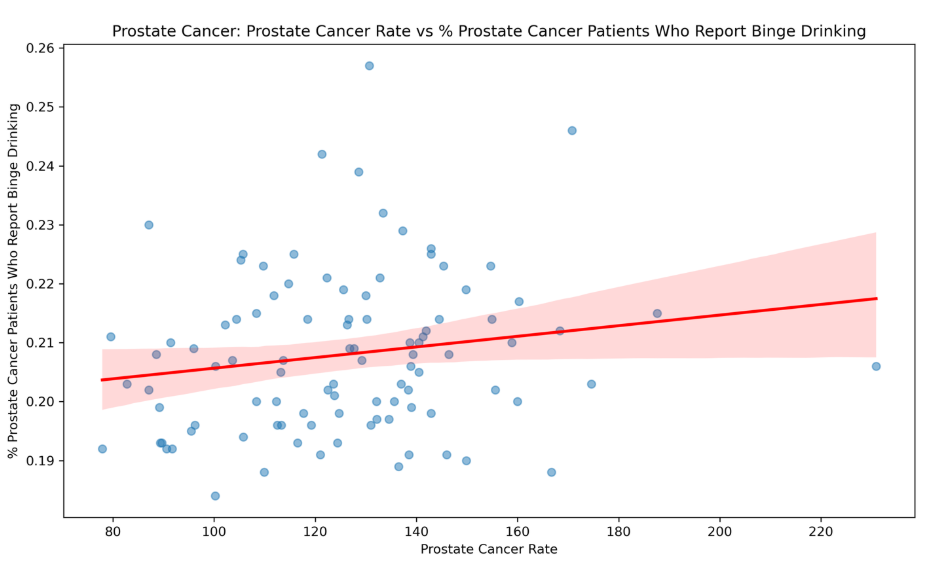 Prostate Cancer: Prostate Cancer Rate vs % Prostate Cancer Patients Who Report Binge Drinking
% Prostate Cancer Patients Who Report Binge Drinking
0.26
0.25
0.24
0.23
0.22
0.21
0.20
0.19
80 100 120 140 160 180 200 220
Prostate Cancer Rate